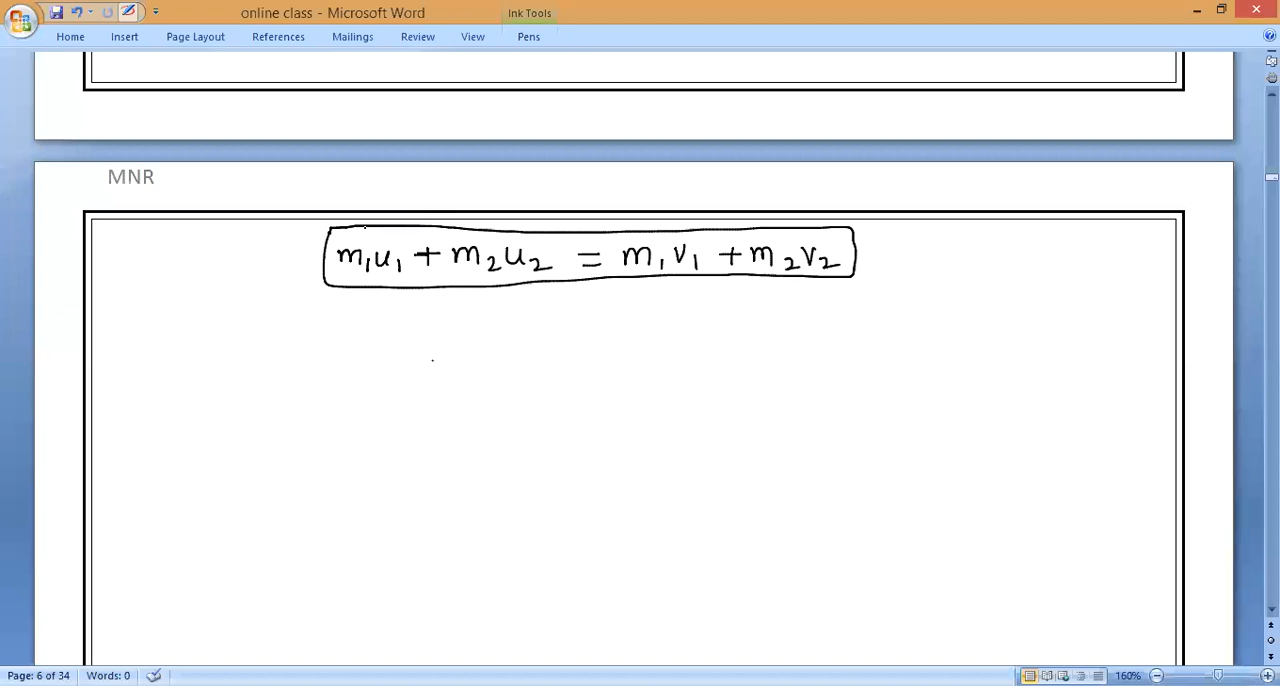 online class - Microsoft Word
Ink Tools
Home Insert Page Layout References Mailings Review View Pens
MNR
m₁u₁ + m₂u₂ = m₁v₁ + m₂v₂
Page: 6 of 34 Words: 0 160%